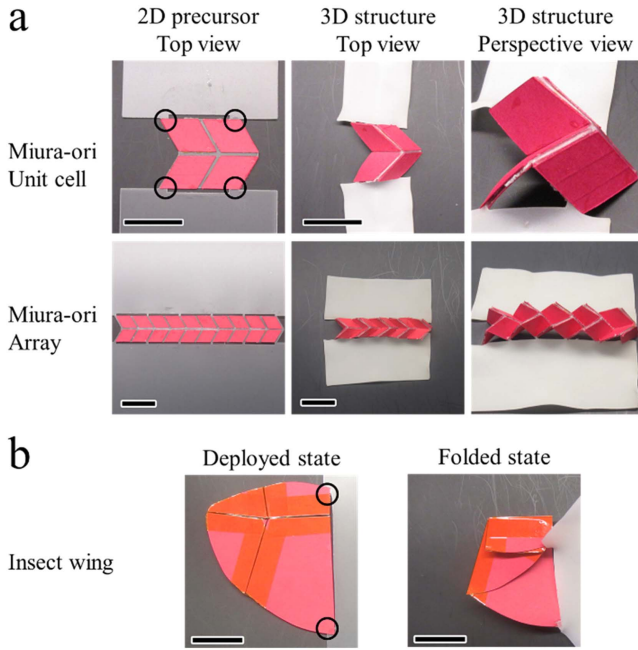 a
2D precursor
Top view
3D structure
Top view
3D structure
Perspective view
Miura-ori
Unit cell
Miura-ori
Array
b
Deployed state
Folded state
Insect wing